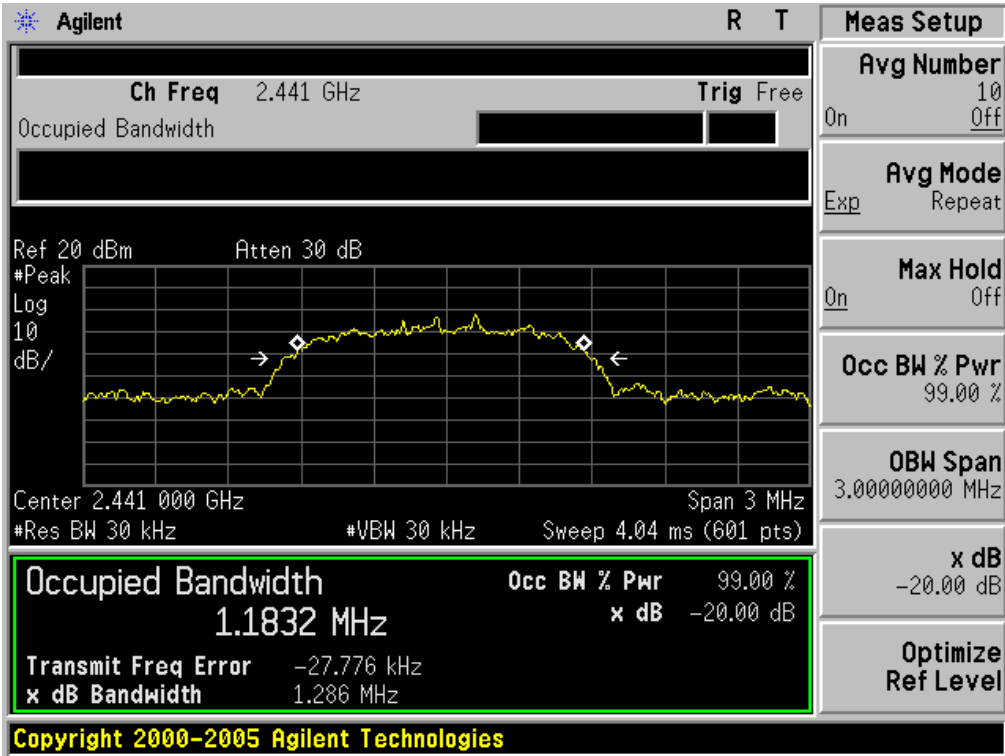 Agilent R T
Meas Setup
Ch Freq 2.441 GHz Trig Free
Occupied Bandwidth
Ref 20 dBm Atten 30 dB
#Peak
Log
10
dB/
Center 2.441 000 GHz Span 3 MHz
#Res BW 30 kHz #VBW 30 kHz Sweep 4.04 ms (601 pts)
Occupied Bandwidth Occ BW % Pwr 99.00 %
1.1832 MHz x dB -20.00 dB
Transmit Freq Error -27.776 kHz
x dB Bandwidth 1.286 MHz
Avg Number
10
On Off
Avg Mode
Exp Repeat
Max Hold
On Off
Occ BW % Pwr
99.00 %
OBW Span
3.00000000 MHz
x dB
-20.00 dB
Optimize
Ref Level
Copyright 2000-2005 Agilent Technologies